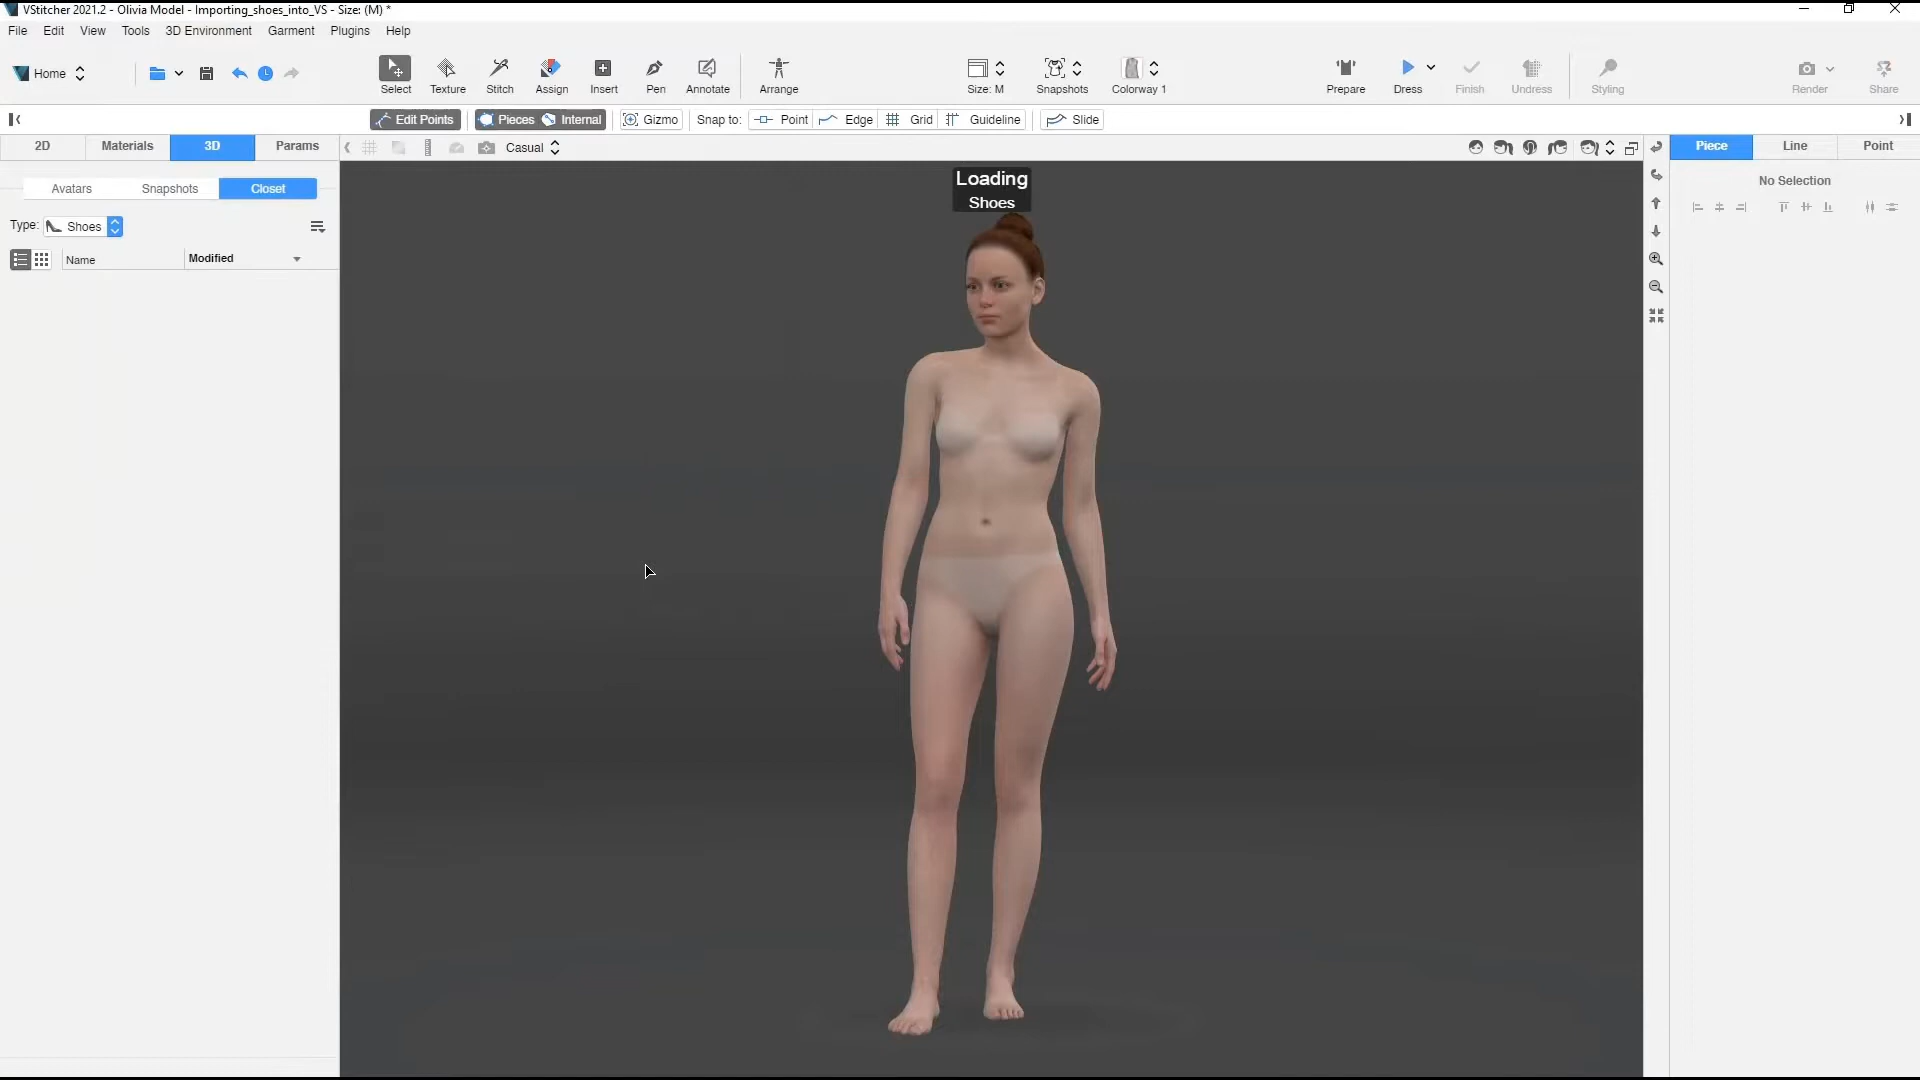 VStitcher 2021.2 - Olivia Model - Importing_shoes_into_VS - Size: (M) *
File Edit View Tools 3D Environment Garment Plugins Help
Home
Select Texture Stitch Assign Insert Pen Annotate Arrange Size: M Snapshots Colorway 1 Prepare Dress Finish Undress Styling Render Share
Edit Points Pieces Internal Gizmo Snap to: Point Edge Grid Guideline Slide
2D Materials 3D Params Casual Piece Line Point
Avatars Snapshots Closet
No Selection
Type: Shoes
Name Modified
Loading
Shoes